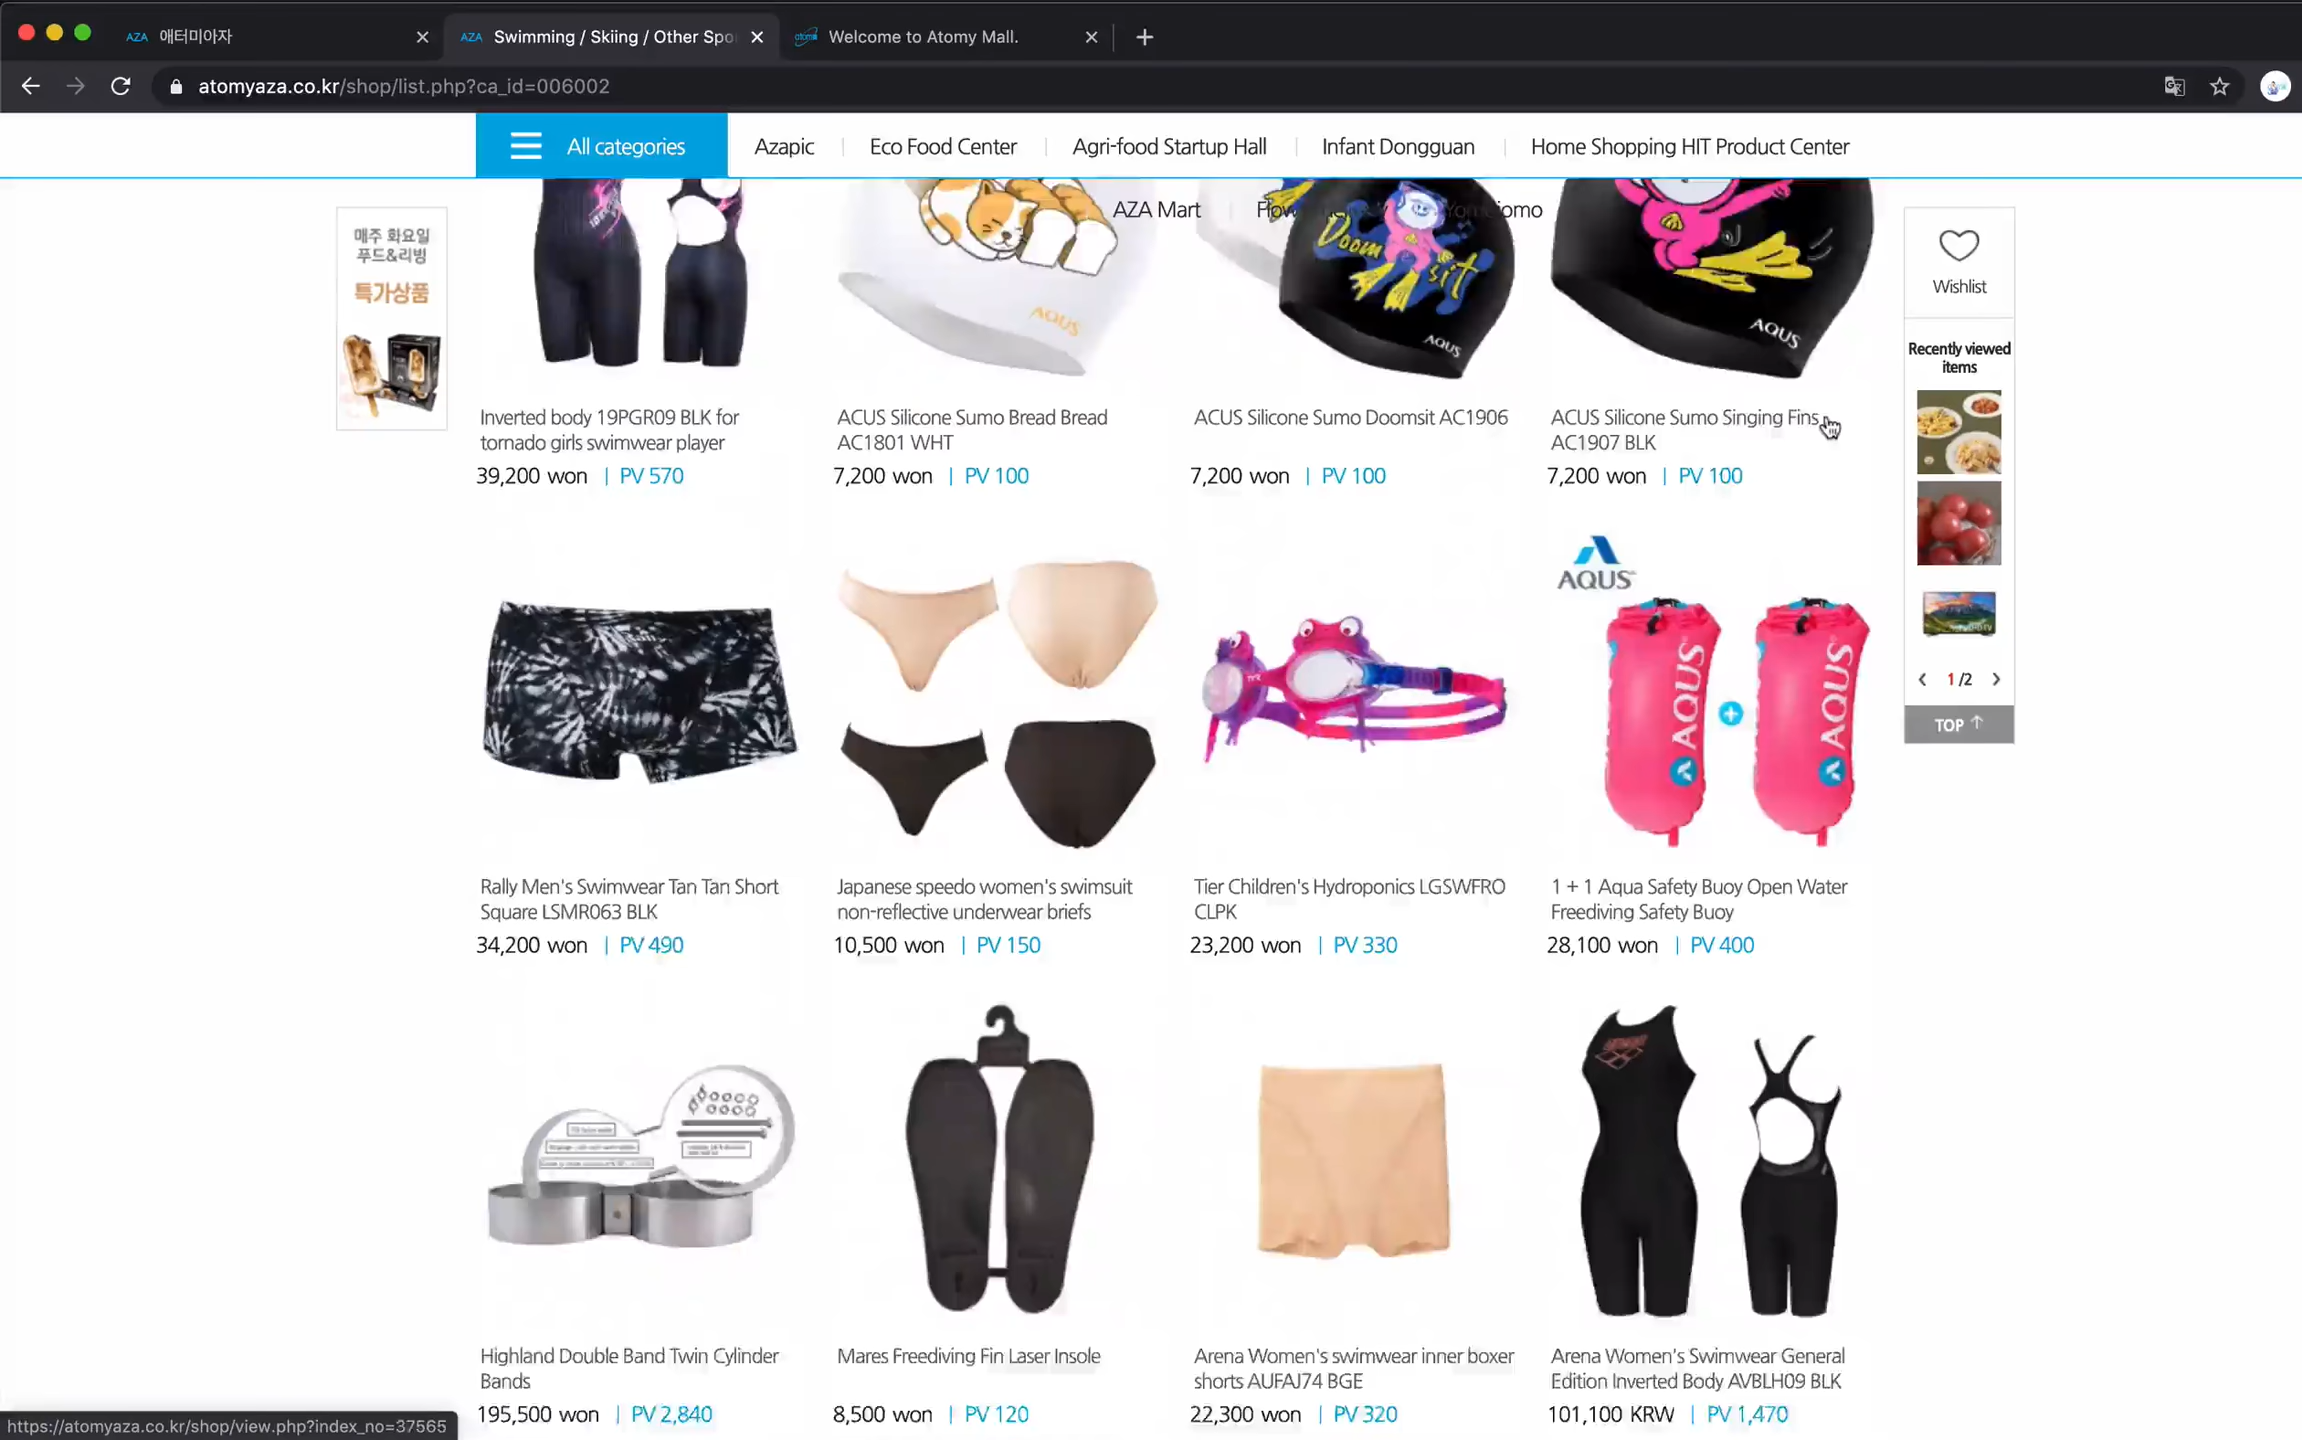 AZA 애터미아자
AZA Swimming / Skiing / Other Spo
Welcome to Atomy Mall.
atomyaza.co.kr/shop/list.php?ca_id=006002
All categories
Azapic
Eco Food Center
Agri-food Startup Hall
Infant Dongguan
Home Shopping HIT Product Center
AZA Mart
매주 화요일
푸드&리빙
특가상품
AQUS
Doom
sit
AQUS
AQUS
Wishlist
Recently viewed
items
1 /2
TOP ↑
Inverted body 19PGR09 BLK for
tornado girls swimwear player
39,200 won | PV 570
ACUS Silicone Sumo Bread Bread
AC1801 WHT
7,200 won | PV 100
ACUS Silicone Sumo Doomsit AC1906
7,200 won | PV 100
ACUS Silicone Sumo Singing Fins
AC1907 BLK
7,200 won | PV 100
AQUS
AQUS
AQUS
Rally Men's Swimwear Tan Tan Short
Square LSMR063 BLK
34,200 won | PV 490
Japanese speedo women's swimsuit
non-reflective underwear briefs
10,500 won | PV 150
Tier Children's Hydroponics LGSWFRO
CLPK
23,200 won | PV 330
1 + 1 Aqua Safety Buoy Open Water
Freediving Safety Buoy
28,100 won | PV 400
Highland Double Band Twin Cylinder
Bands
195,500 won | PV 2,840
Mares Freediving Fin Laser Insole
8,500 won | PV 120
Arena Women's swimwear inner boxer
shorts AUFAJ74 BGE
22,300 won | PV 320
Arena Women's Swimwear General
Edition Inverted Body AVBLH09 BLK
101,100 KRW | PV 1,470
https://atomyaza.co.kr/shop/view.php?index_no=37565